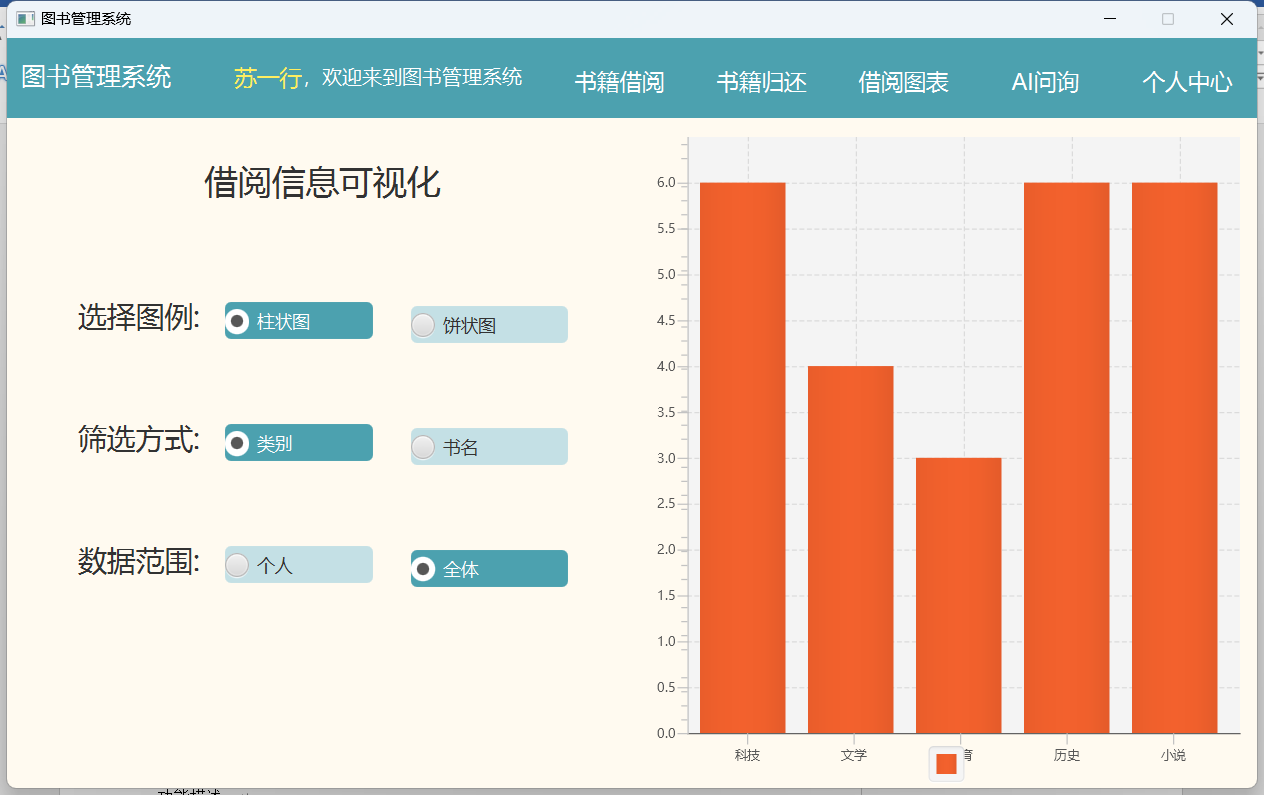 图书管理系统
图书管理系统 苏一行，欢迎来到图书管理系统 书籍借阅 书籍归还 借阅图表 AI问询 个人中心
借阅信息可视化
选择图例: 柱状图 饼状图
筛选方式: 类别 书名
数据范围: 个人 全体
6.0
5.5
5.0
4.5
4.0
3.5
3.0
2.5
2.0
1.5
1.0
0.5
0.0
科技 文学 育 历史 小说
功能描述